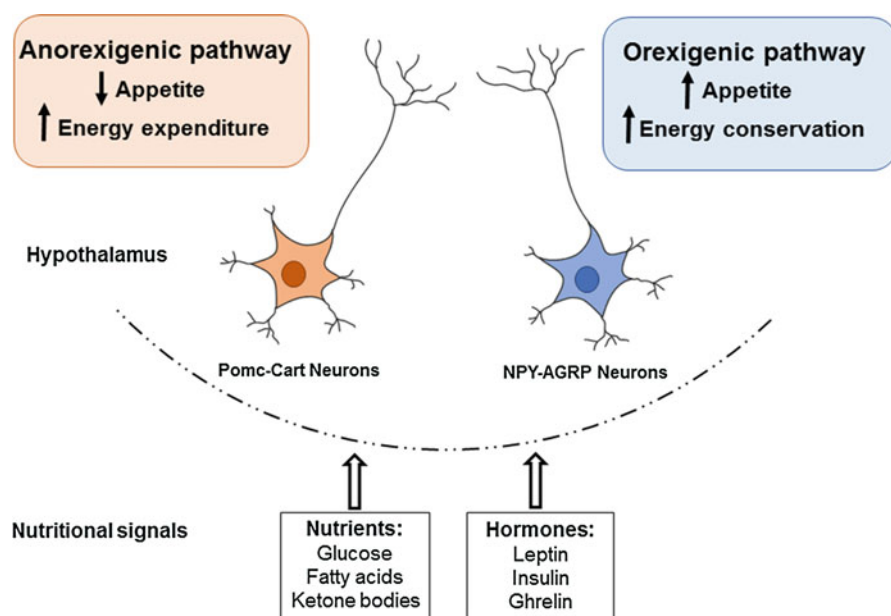 Anorexigenic pathway
Appetite
Energy expenditure
Orexigenic pathway
Appetite
Energy conservation
Hypothalamus
Pomc-Cart Neurons
NPY-AGRP Neurons
Nutritional signals
Nutrients:
Glucose
Fatty acids
Ketone bodies
Hormones:
Leptin
Insulin
Ghrelin